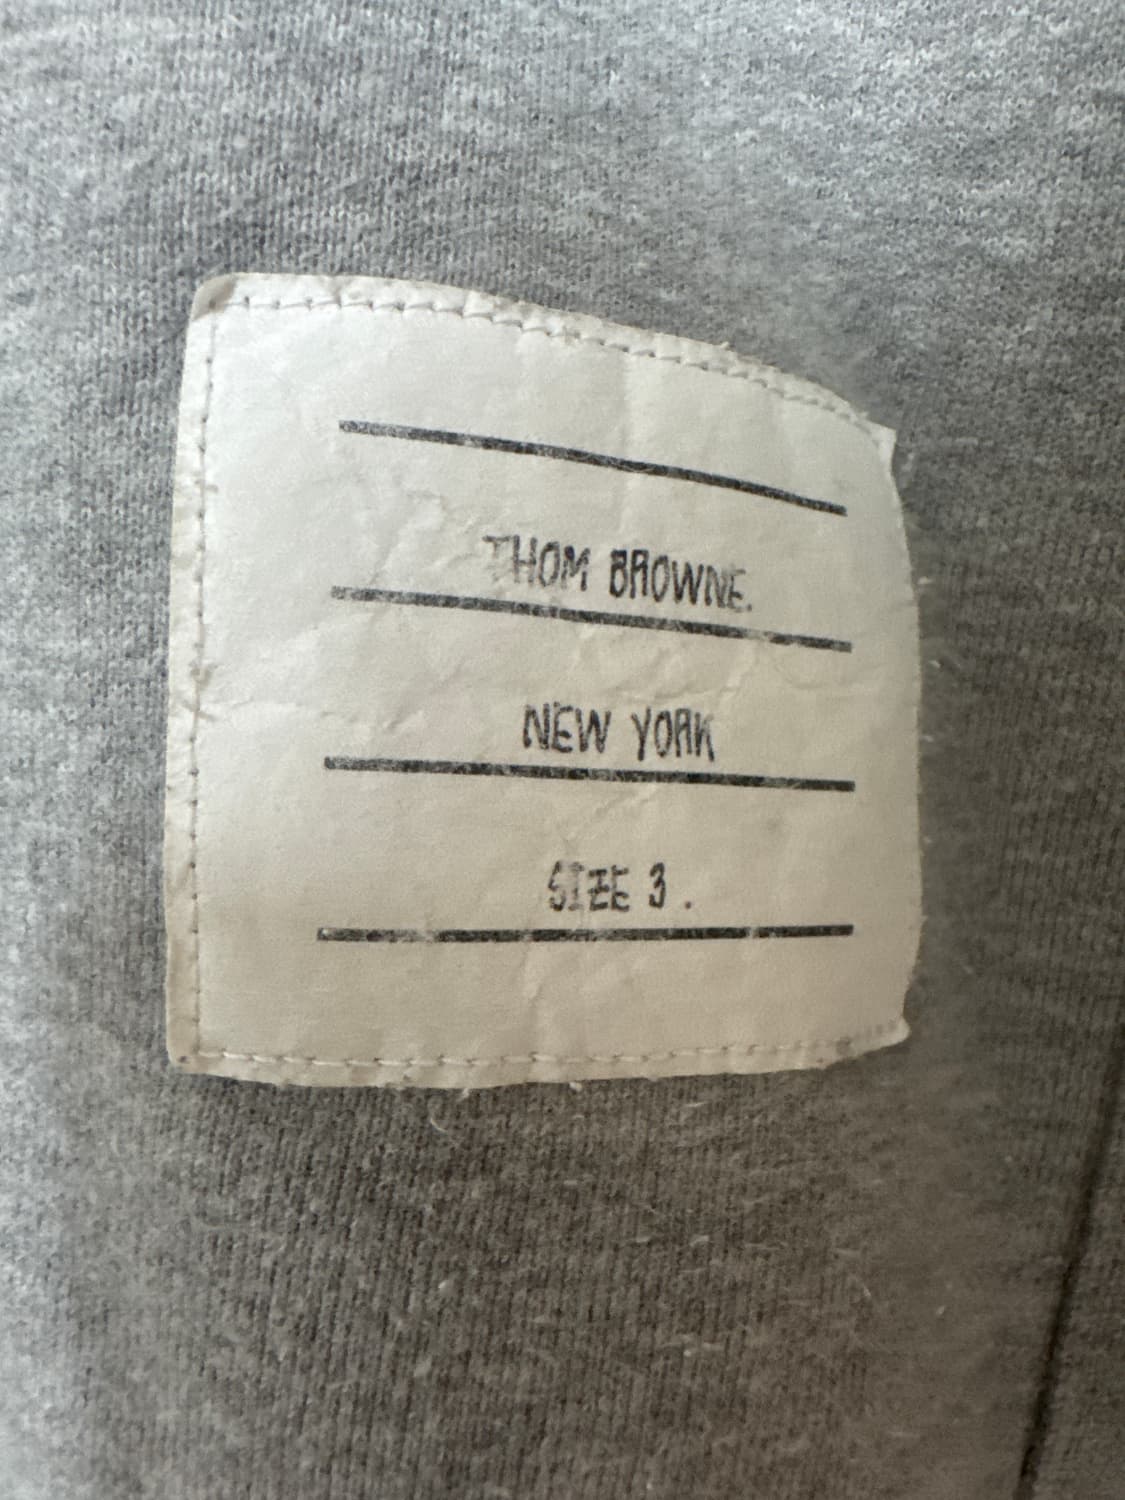 THOM BROWNE.
NEW YORK
SIZE 3 .